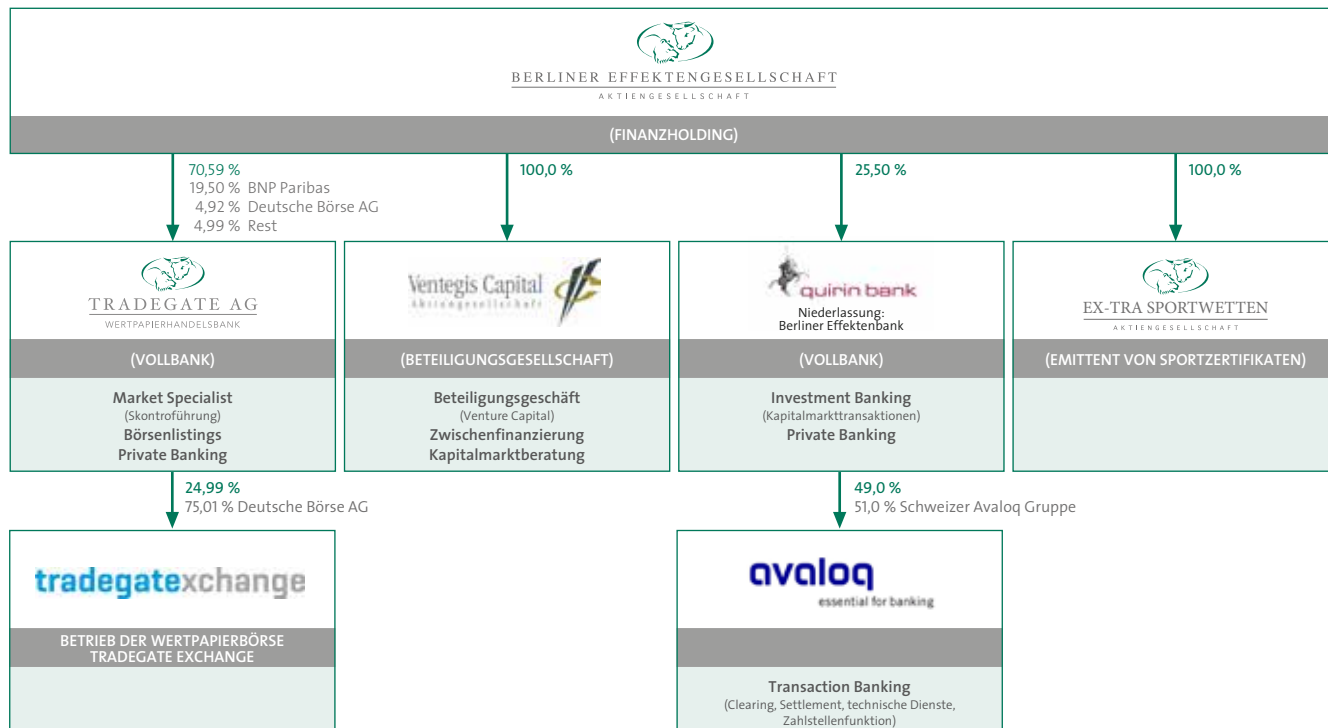 BERLINER EFFEKTENGESELLSCHAFT
AKTIENGESELLSCHAFT
(FINANZHOLDING)
70,59 %
19,50 % BNP Paribas
4,92 % Deutsche Börse AG
4,99 % Rest
100,0 %
25,50 %
100,0 %
TRADEGATE AG
WERTPAPIERHANDELSBANK
(VOLLBANK)
Market Specialist
(Skontroführung)
Börsenlistings
Private Banking
Ventegis Capital
Aktiengesellschaft
(BETEILIGUNGSGESELLSCHAFT)
Beteiligungsgeschäft
(Venture Capital)
Zwischenfinanzierung
Kapitalmarktberatung
quirin bank
Niederlassung:
Berliner Effektenbank
(VOLLBANK)
Investment Banking
(Kapitalmarkttransaktionen)
Private Banking
EX-TRA SPORTWETTEN
AKTIENGESELLSCHAFT
(EMITTENT VON SPORTZERTIFIKATEN)
24,99 %
75,01 % Deutsche Börse AG
49,0 %
51,0 % Schweizer Avaloq Gruppe
tradegatexchange
BETRIEB DER WERTPAPIERBÖRSE
TRADEGATE EXCHANGE
avaloq
essential for banking
Transaction Banking
(Clearing, Settlement, technische Dienste,
Zahlstellenfunktion)